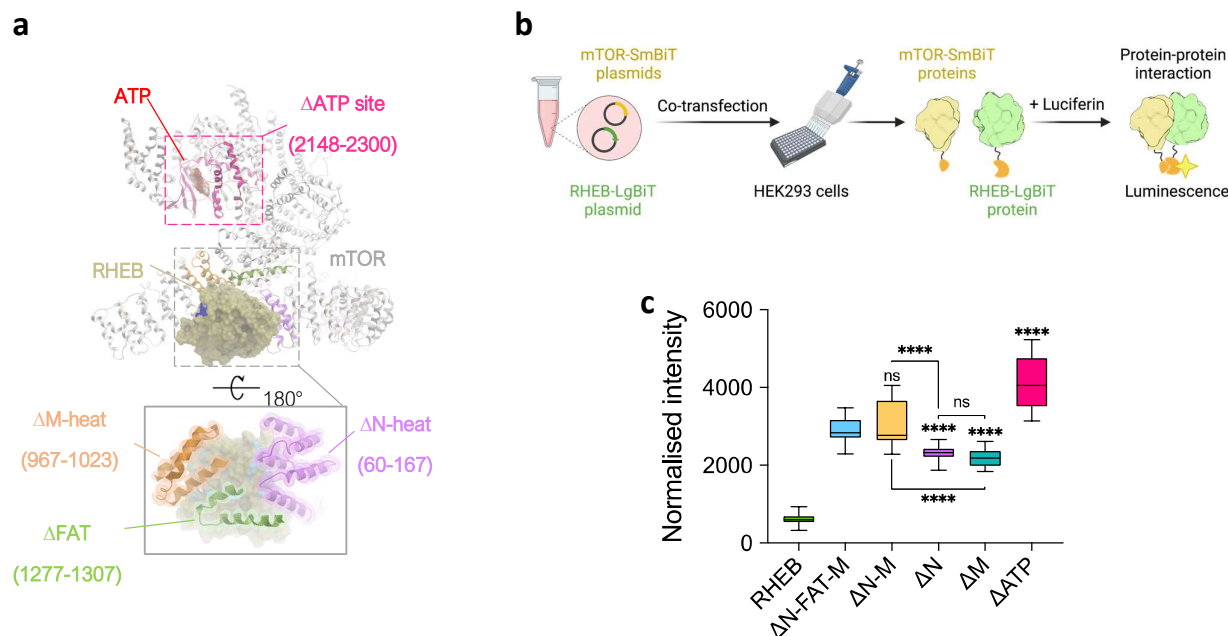 a
ATP
ΔATP site
(2148-2300)
RHEB
mTOR
180°
ΔM-heat
(967-1023)
ΔN-heat
(60-167)
ΔFAT
(1277-1307)
b
mTOR-SmBiT
plasmids
Co-transfection
RHEB-LgBiT
plasmid
HEK293 cells
mTOR-SmBiT
proteins
+ Luciferin
RHEB-LgBiT
protein
Protein-protein
interaction
Luminescence
c
Normalised intensity
6000
4000
2000
0
****
ns
ns
****
****
****
****
RHEB
ΔN-FAT-M
ΔN-M
ΔN
ΔM
ΔATP